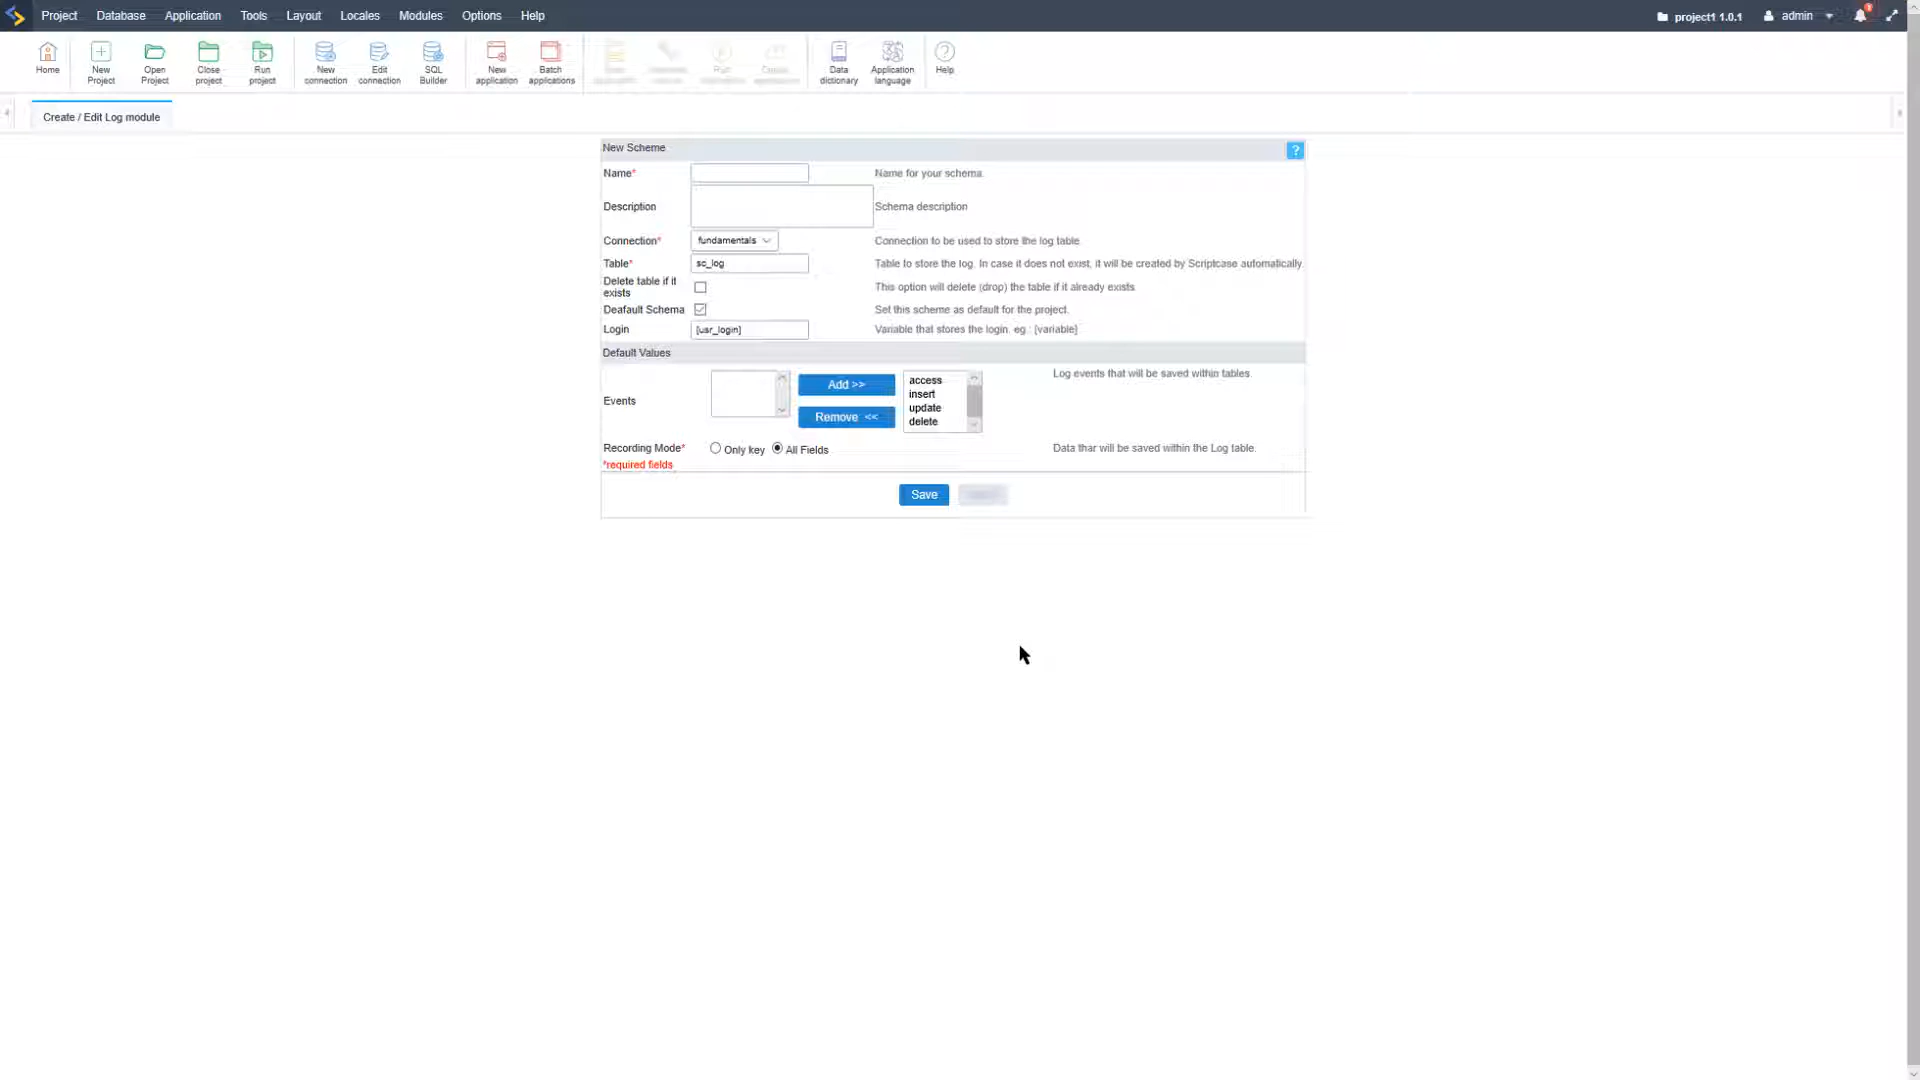 Project Database Application Tools Layout Locales Modules Options Help project1 1.0.1 admin
Home
New Project
Open Project
Close project
Run project
New connection
Edit connection
SQL Builder
New application
Batch applications
Data dictionary
Application language
Help
Create / Edit Log module
New Scheme ?
Name* Name for your schema.
Description Schema description
Connection* fundamentals Connection to be used to store the log table
Table* sc_log Table to store the log. In case it does not exist, it will be created by Scriptcase automatically.
Delete table if it
exists This option will delete (drop) the table if it already exists
Deafault Schema Set this scheme as default for the project.
Login [usr_login] Variable that stores the login. eg.: [variable]
Default Values
Events Add >> Remove <<
access
insert
update
delete
Log events that will be saved within tables.
Recording Mode* Only key All Fields Data thar will be saved within the Log table.
*required fields
Save